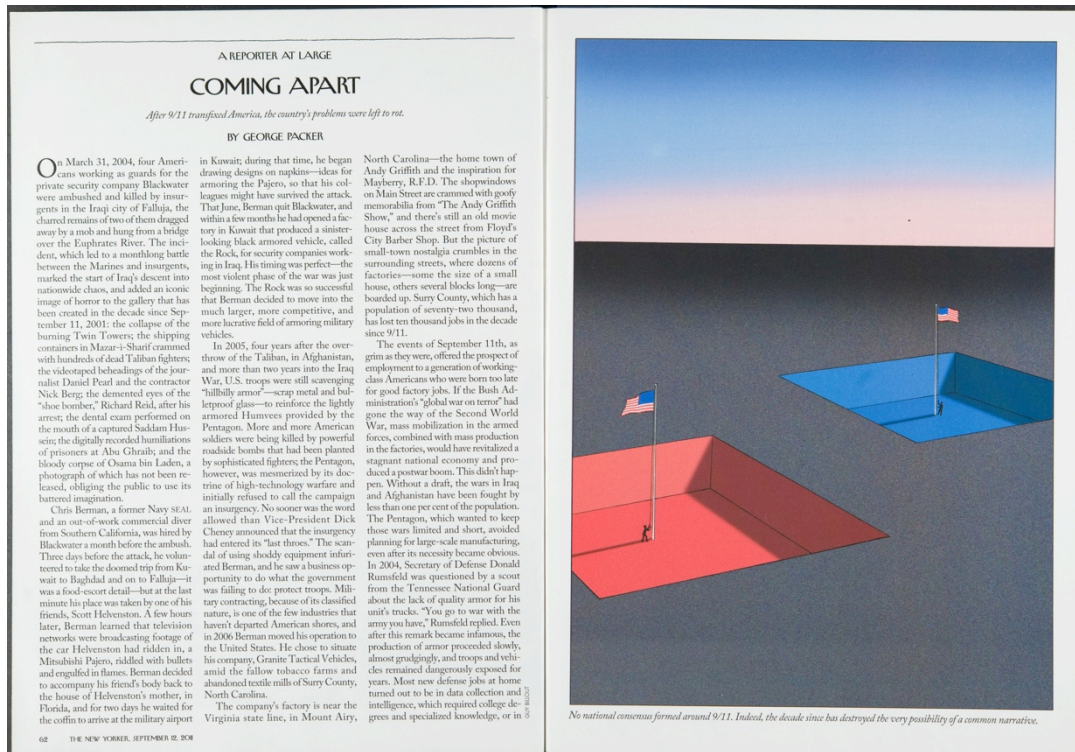 A REPORTER AT LARGE
COMING APART
After 9/11 transfixed America, the country's problems were left to rot.
BY GEORGE PACKER
On March 31, 2004, four Ameri-
cans working as guards for the
private security company Blackwater
were ambushed and killed by insur-
gents in the Iraqi city of Falluja, the
charred remains of two of them dragged
away by a mob and hung from a bridge
over the Euphrates River. The inci-
dent, which led to a monthlong battle
between the Marines and insurgents,
marked the start of Iraq's descent into
nationwide chaos, and added an iconic
image of horror to the gallery that has
been created in the decade since Sep-
tember 11, 2001: the collapse of the
burning Twin Towers; the shipping
containers in Mazar-i-Sharif crammed
with hundreds of dead Taliban fighters;
the videotaped beheadings of the jour-
nalist Daniel Pearl and the contractor
Nick Berg; the demented eyes of the
"shoe bomber," Richard Reid, after his
arrest; the dental exam performed on
the mouth of a captured Saddam Hus-
sein; the digitally recorded humiliations
of prisoners at Abu Ghraib; and the
bloody corpse of Osama bin Laden, a
photograph of which has not been re-
leased, obliging the public to use its
battered imagination.
Chris Berman, a former Navy SEAL
and an out-of-work commercial diver
from Southern California, was hired by
Blackwater a month before the ambush.
Three days before the attack, he volun-
teered to take the doomed trip from Ku-
wait to Baghdad and on to Falluja—it
was a food-escort detail—but at the last
minute his place was taken by one of his
friends, Scott Helvenston. A few hours
later, Berman learned that television
networks were broadcasting footage of
the car Helvenston had ridden in, a
Mitsubishi Pajero, riddled with bullets
and engulfed in flames. Berman decided
to accompany his friend's body back to
the house of Helvenston's mother, in
Florida, and for two days he waited for
the coffin to arrive at the military airport
in Kuwait; during that time, he began
drawing designs on napkins—ideas for
armoring the Pajero, so that his col-
leagues might have survived the attack.
That June, Berman quit Blackwater, and
within a few months he had opened a fac-
tory in Kuwait that produced a sinister-
looking black armored vehicle, called
the Rock, for security companies work-
ing in Iraq. His timing was perfect—the
most violent phase of the war was just
beginning. The Rock was so successful
that Berman decided to move into the
much larger, more competitive, and
more lucrative field of armoring military
vehicles.
In 2005, four years after the over-
throw of the Taliban, in Afghanistan,
and more than two years into the Iraq
War, U.S. troops were still scavenging
"hillbilly armor"—scrap metal and bul-
letproof glass—to reinforce the lightly
armored Humvees provided by the
Pentagon. More and more American
soldiers were being killed by powerful
roadside bombs that had been planted
by sophisticated fighters; the Pentagon,
however, was mesmerized by its doc-
trine of high-technology warfare and
initially refused to call the campaign
an insurgency. No sooner was the word
allowed than Vice-President Dick
Cheney announced that the insurgency
had entered its "last throes." The scan-
dal of using shoddy equipment infuri-
ated Berman, and he saw a business op-
portunity to do what the government
was failing to do: protect troops. Mili-
tary contracting, because of its classified
nature, is one of the few industries that
haven't departed American shores, and
in 2006 Berman moved his operation to
the United States. He chose to situate
his company, Granite Tactical Vehicles,
amid the fallow tobacco farms and
abandoned textile mills of Surry County,
North Carolina.
The company's factory is near the
Virginia state line, in Mount Airy,
North Carolina—the home town of
Andy Griffith and the inspiration for
Mayberry, R.F.D. The shopwindows
on Main Street are crammed with goofy
memorabilia from "The Andy Griffith
Show," and there's still an old movie
house across the street from Floyd's
City Barber Shop. But the picture of
small-town nostalgia crumbles in the
surrounding streets, where dozens of
factories—some the size of a small
house, others several blocks long—are
boarded up. Surry County, which has a
population of seventy-two thousand,
has lost ten thousand jobs in the decade
since 9/11.
The events of September 11th, as
grim as they were, offered the prospect of
employment to a generation of working-
class Americans who were born too late
for good factory jobs. If the Bush Ad-
ministration's "global war on terror" had
gone the way of the Second World
War, mass mobilization in the armed
forces, combined with mass production
in the factories, would have revitalized a
stagnant national economy and pro-
duced a postwar boom. This didn't hap-
pen. Without a draft, the wars in Iraq
and Afghanistan have been fought by
less than one per cent of the population.
The Pentagon, which wanted to keep
those wars limited and short, avoided
planning for large-scale manufacturing,
even after its necessity became obvious.
In 2004, Secretary of Defense Donald
Rumsfeld was questioned by a scout
from the Tennessee National Guard
about the lack of quality armor for his
unit's trucks. "You go to war with the
army you have," Rumsfeld replied. Even
after this remark became infamous, the
production of armor proceeded slowly,
almost grudgingly, and troops and vehi-
cles remained dangerously exposed for
years. Most new defense jobs at home
turned out to be in data collection and
intelligence, which required college de-
grees and specialized knowledge, or in
GUY BILLOUT
No national consensus formed around 9/11. Indeed, the decade since has destroyed the very possibility of a common narrative.
62 THE NEW YORKER, SEPTEMBER 12, 2011